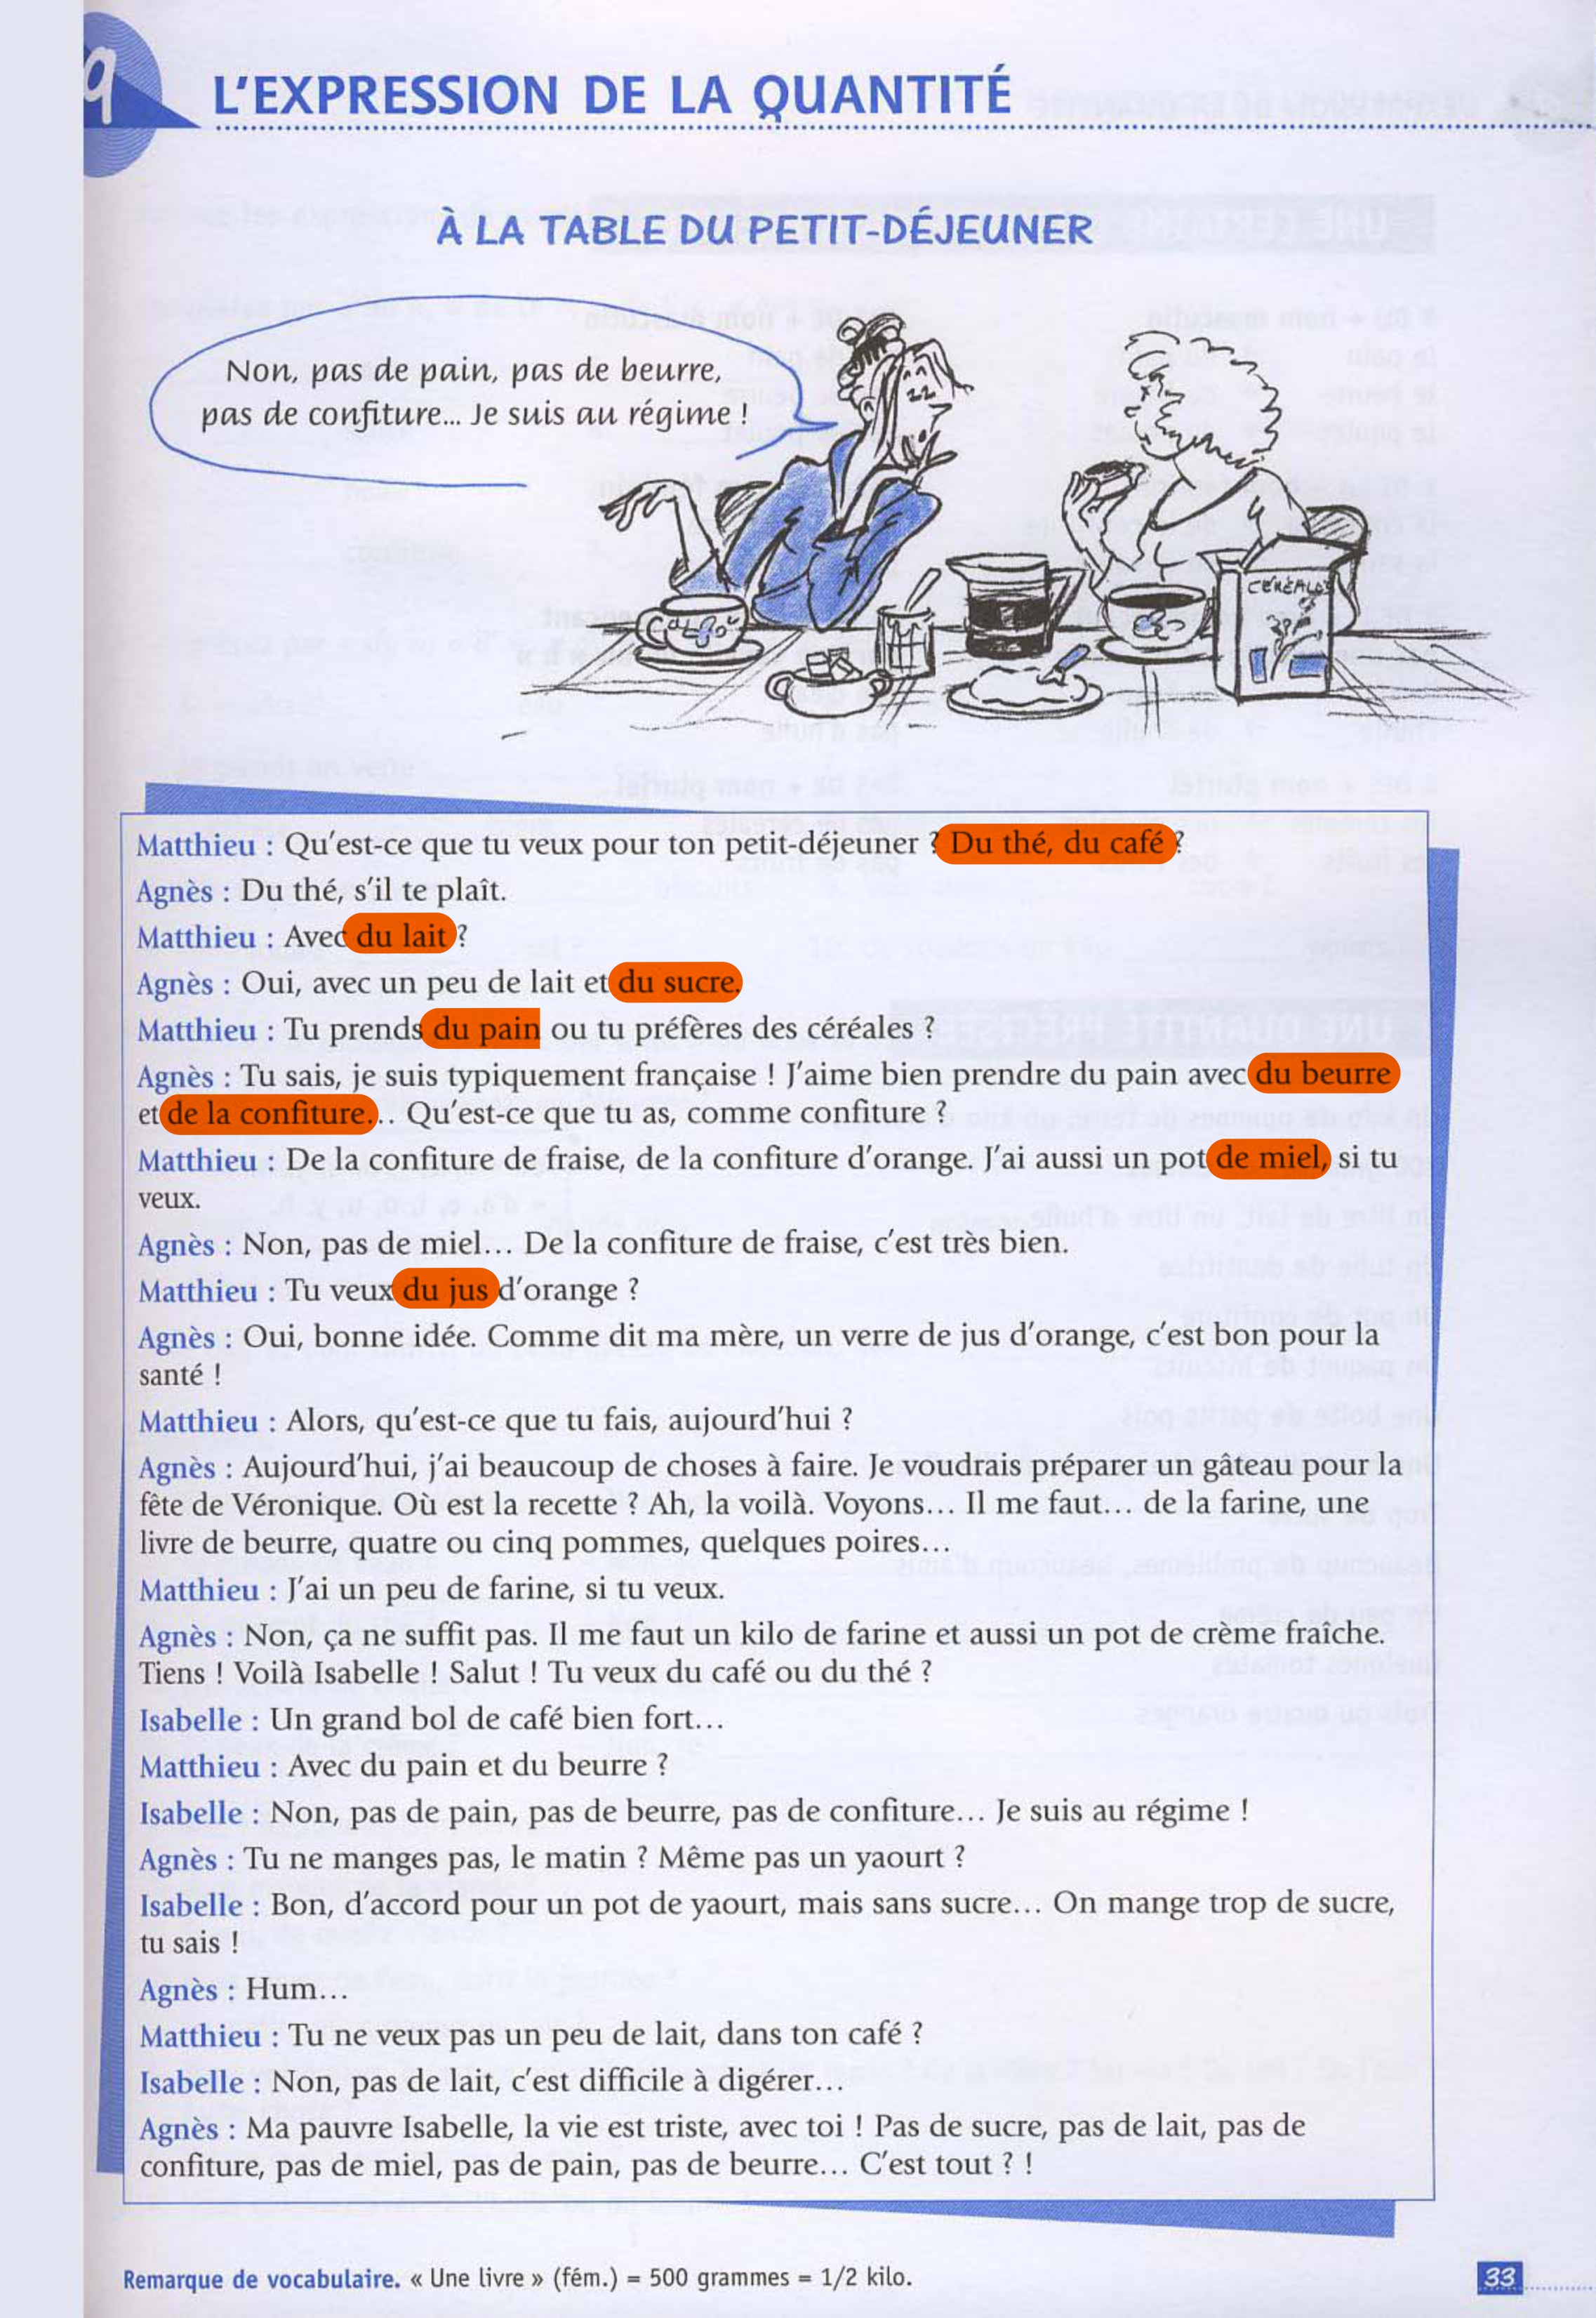 9
L'EXPRESSION DE LA QUANTITÉ
À LA TABLE DU PETIT-DÉJEUNER
Non, pas de pain, pas de beurre,
pas de confiture... Je suis au régime !
CÉRÉALES
Matthieu : Qu'est-ce que tu veux pour ton petit-déjeuner ? Du thé, du café ?
Agnès : Du thé, s'il te plaît.
Matthieu : Avec du lait ?
Agnès : Oui, avec un peu de lait et du sucre.
Matthieu : Tu prends du pain ou tu préfères des céréales ?
Agnès : Tu sais, je suis typiquement française ! J'aime bien prendre du pain avec du beurre
et de la confiture... Qu'est-ce que tu as, comme confiture ?
Matthieu : De la confiture de fraise, de la confiture d'orange. J'ai aussi un pot de miel, si tu
veux.
Agnès : Non, pas de miel... De la confiture de fraise, c'est très bien.
Matthieu : Tu veux du jus d'orange ?
Agnès : Oui, bonne idée. Comme dit ma mère, un verre de jus d'orange, c'est bon pour la
santé !
Matthieu : Alors, qu'est-ce que tu fais, aujourd'hui ?
Agnès : Aujourd'hui, j'ai beaucoup de choses à faire. Je voudrais préparer un gâteau pour la
fête de Véronique. Où est la recette ? Ah, la voilà. Voyons... Il me faut... de la farine, une
livre de beurre, quatre ou cinq pommes, quelques poires...
Matthieu : J'ai un peu de farine, si tu veux.
Agnès : Non, ça ne suffit pas. Il me faut un kilo de farine et aussi un pot de crème fraîche.
Tiens ! Voilà Isabelle ! Salut ! Tu veux du café ou du thé ?
Isabelle : Un grand bol de café bien fort...
Matthieu : Avec du pain et du beurre ?
Isabelle : Non, pas de pain, pas de beurre, pas de confiture... Je suis au régime !
Agnès : Tu ne manges pas, le matin ? Même pas un yaourt ?
Isabelle : Bon, d'accord pour un pot de yaourt, mais sans sucre... On mange trop de sucre,
tu sais !
Agnès : Hum...
Matthieu : Tu ne veux pas un peu de lait, dans ton café ?
Isabelle : Non, pas de lait, c'est difficile à digérer...
Agnès : Ma pauvre Isabelle, la vie est triste, avec toi ! Pas de sucre, pas de lait, pas de
confiture, pas de miel, pas de pain, pas de beurre... C'est tout ? !
Remarque de vocabulaire. « Une livre » (fém.) = 500 grammes = 1/2 kilo.
33